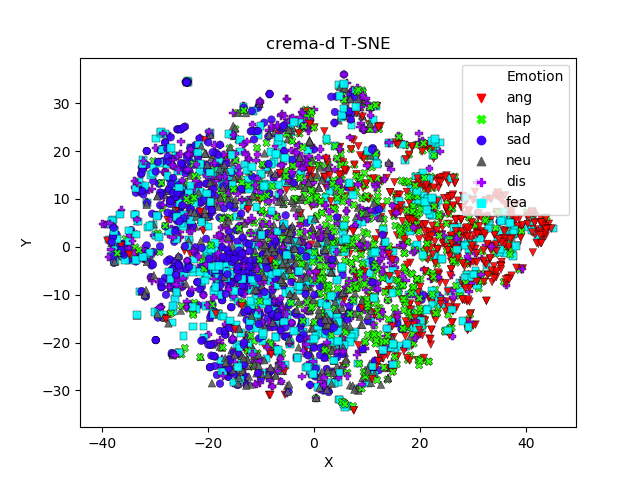 crema-d T-SNE
Emotion
ang
hap
sad
neu
dis
fea
30
20
10
0
−10
−20
−30
Y
−40
−20
0
20
40
X